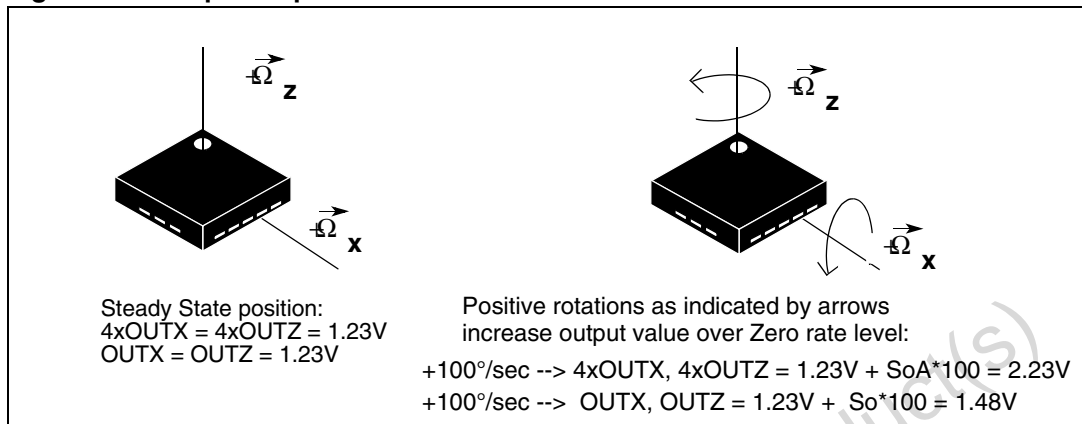 +Ω Z
+Ω X
Steady State position:
4xOUTX = 4xOUTZ = 1.23V
OUTX = OUTZ = 1.23V
+Ω Z
+Ω X
Positive rotations as indicated by arrows
increase output value over Zero rate level:
+100°/sec --> 4xOUTX, 4xOUTZ = 1.23V + SoA*100 = 2.23V
+100°/sec --> OUTX, OUTZ = 1.23V + So*100 = 1.48V
duct(s)